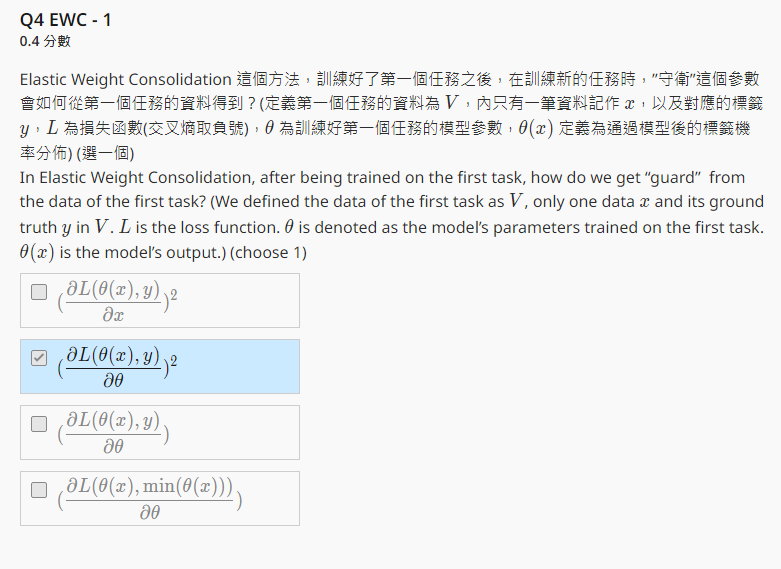 Q4 EWC - 1
0.4 分數
Elastic Weight Consolidation 這個方法，訓練好了第一個任務之後，在訓練新的任務時，”守衛”這個參數
會如何從第一個任務的資料得到？(定義第一個任務的資料為 V，內只有一筆資料記作 x，以及對應的標籤
y，L 為損失函數(交叉熵取負號)，θ 為訓練好第一個任務的模型參數，θ(x) 定義為通過模型後的標籤機
率分佈) (選一個)
In Elastic Weight Consolidation, after being trained on the first task, how do we get “guard” from
the data of the first task? (We defined the data of the first task as V, only one data x and its ground
truth y in V. L is the loss function. θ is denoted as the model’s parameters trained on the first task.
θ(x) is the model’s output.) (choose 1)
(∂L(θ(x), y)/∂x)²
(∂L(θ(x), y)/∂θ)²
(∂L(θ(x), y)/∂θ)
(∂L(θ(x), min(θ(x)))/∂θ)